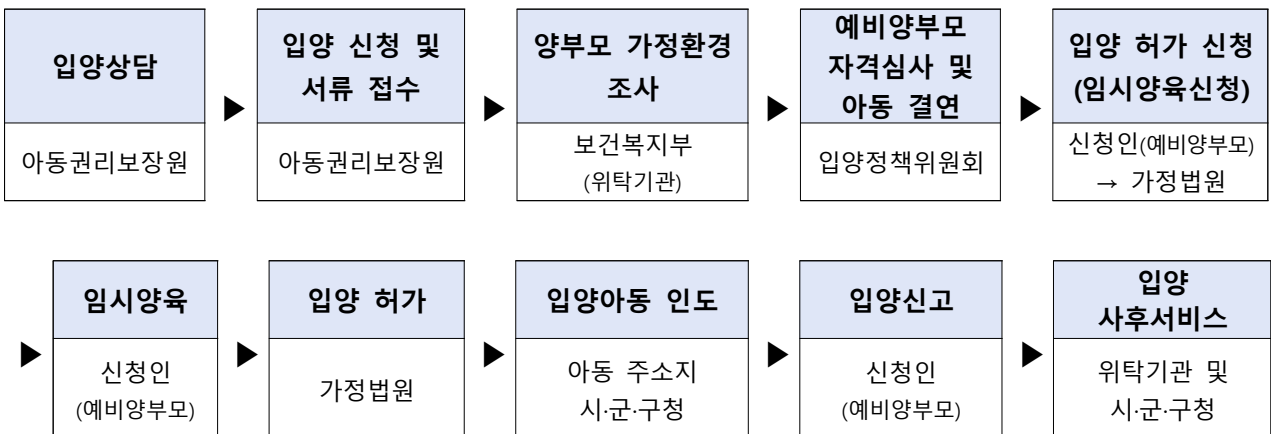 입양상담
아동권리보장원
▶
입양 신청 및
서류 접수
아동권리보장원
▶
양부모 가정환경
조사
보건복지부
(위탁기관)
▶
예비양부모
자격심사 및
아동 결연
입양정책위원회
▶
입양 허가 신청
(임시양육신청)
신청인(예비양부모)
→ 가정법원
▶
임시양육
신청인
(예비양부모)
▶
입양 허가
가정법원
▶
입양아동 인도
아동 주소지
시·군·구청
▶
입양신고
신청인
(예비양부모)
▶
입양
사후서비스
위탁기관 및
시·군·구청